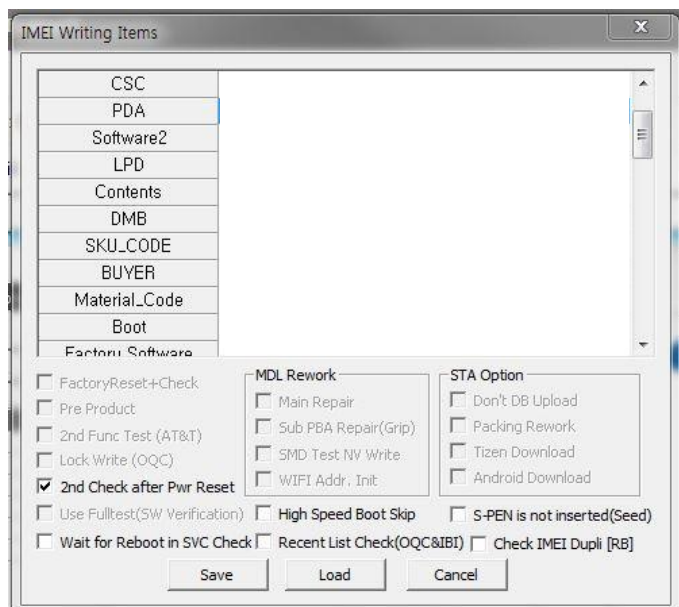 IMEI Writing Items
X
CSC
PDA
Software2
LPD
Contents
DMB
SKU_CODE
BUYER
Material_Code
Boot
Factory Software
FactoryReset+Check
Pre Product
2nd Func Test (AT&T)
Lock Write (OQC)
2nd Check after Pwr Reset
Use Fulltest(SW Verification)
Wait for Reboot in SVC Check
MDL Rework
Main Repair
Sub PBA Repair(Grip)
SMD Test NV Write
WIFI Addr. Init
High Speed Boot Skip
Recent List Check(OQC&IBI)
STA Option
Don't DB Upload
Packing Rework
Tizen Download
Android Download
S-PEN is not inserted(Seed)
Check IMEI Dupli [RB]
Save
Load
Cancel